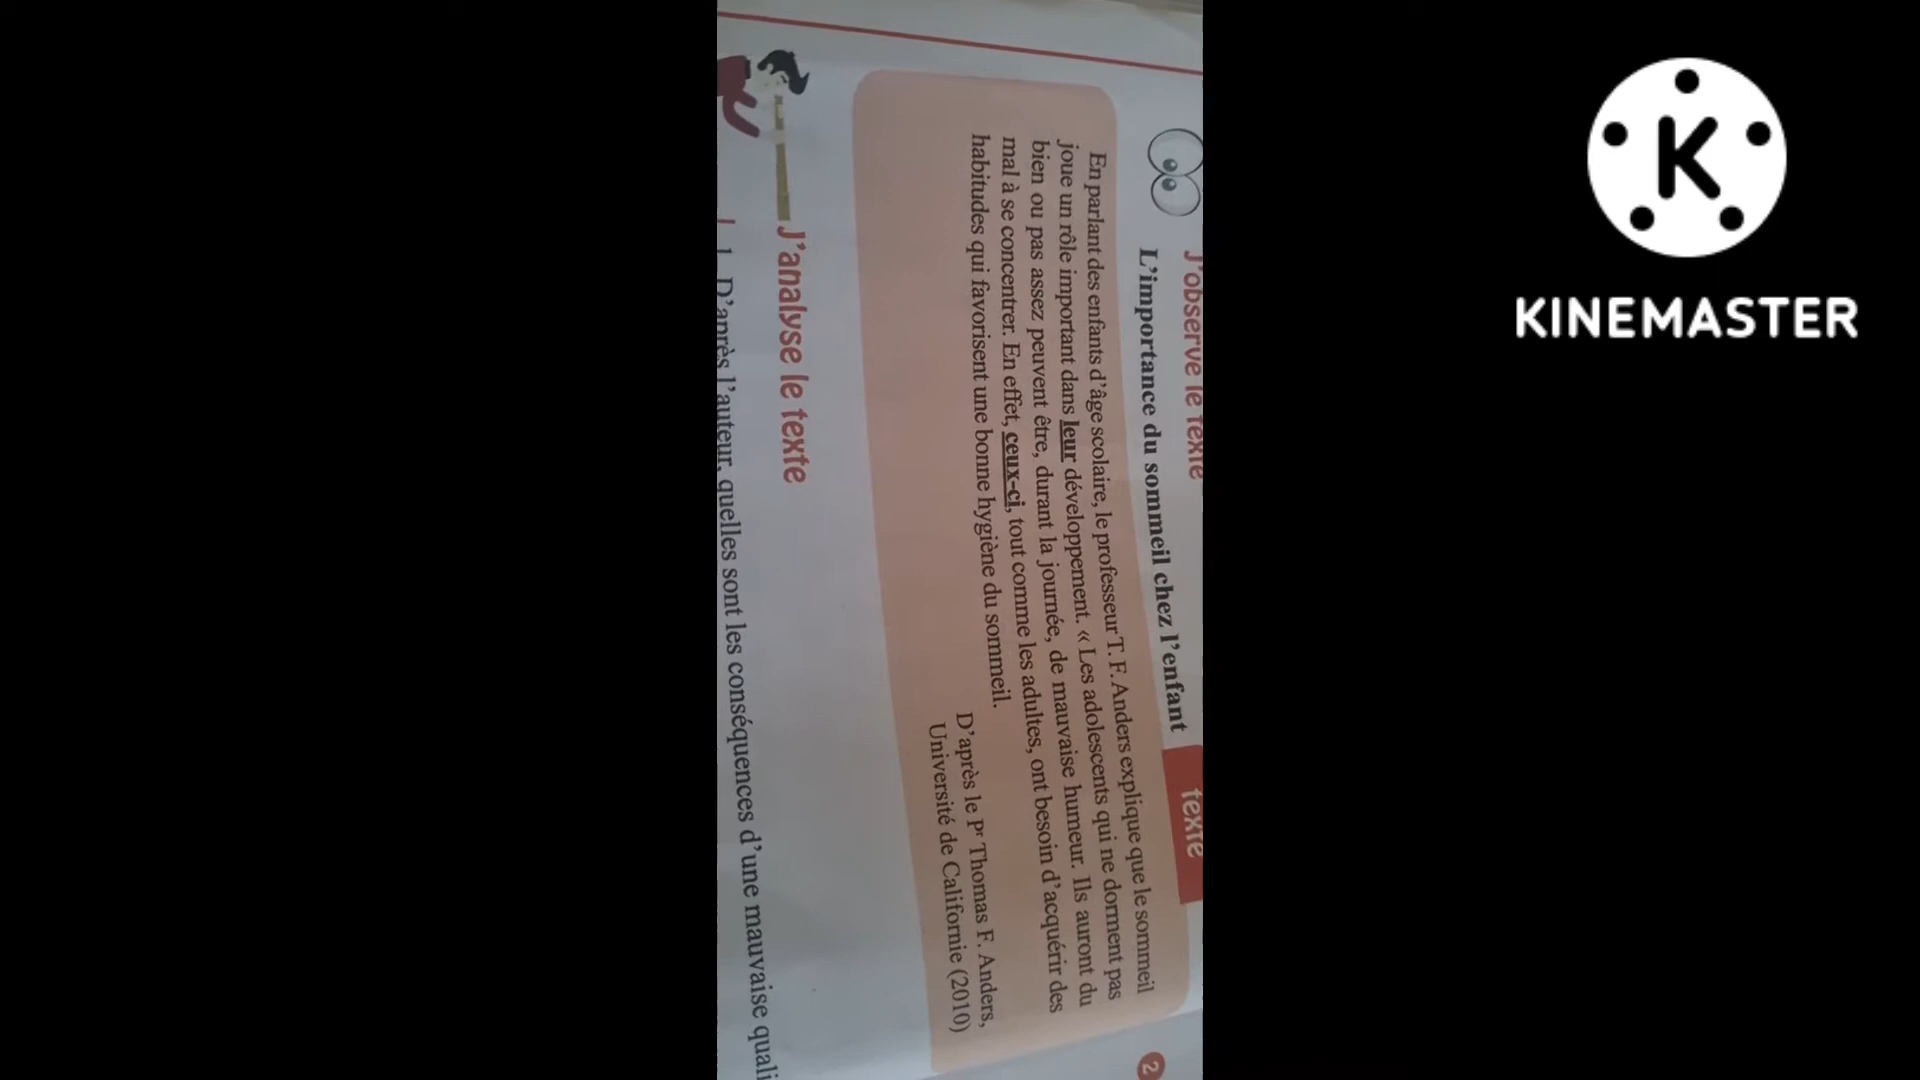 J'observe le texte
texte
2
L'importance du sommeil chez l'enfant
En parlant des enfants d'âge scolaire, le professeur T. F. Anders explique que le sommeil
joue un rôle important dans leur développement. « Les adolescents qui ne dorment pas
bien ou pas assez peuvent être, durant la journée, de mauvaise humeur. Ils auront du
mal à se concentrer. En effet, ceux-ci, tout comme les adultes, ont besoin d'acquérir des
habitudes qui favorisent une bonne hygiène du sommeil.
D'après le Pr Thomas F. Anders,
Université de Californie (2010)
J'analyse le texte
1. D'après l'auteur, quelles sont les conséquences d'une mauvaise quali
K
KINEMASTER